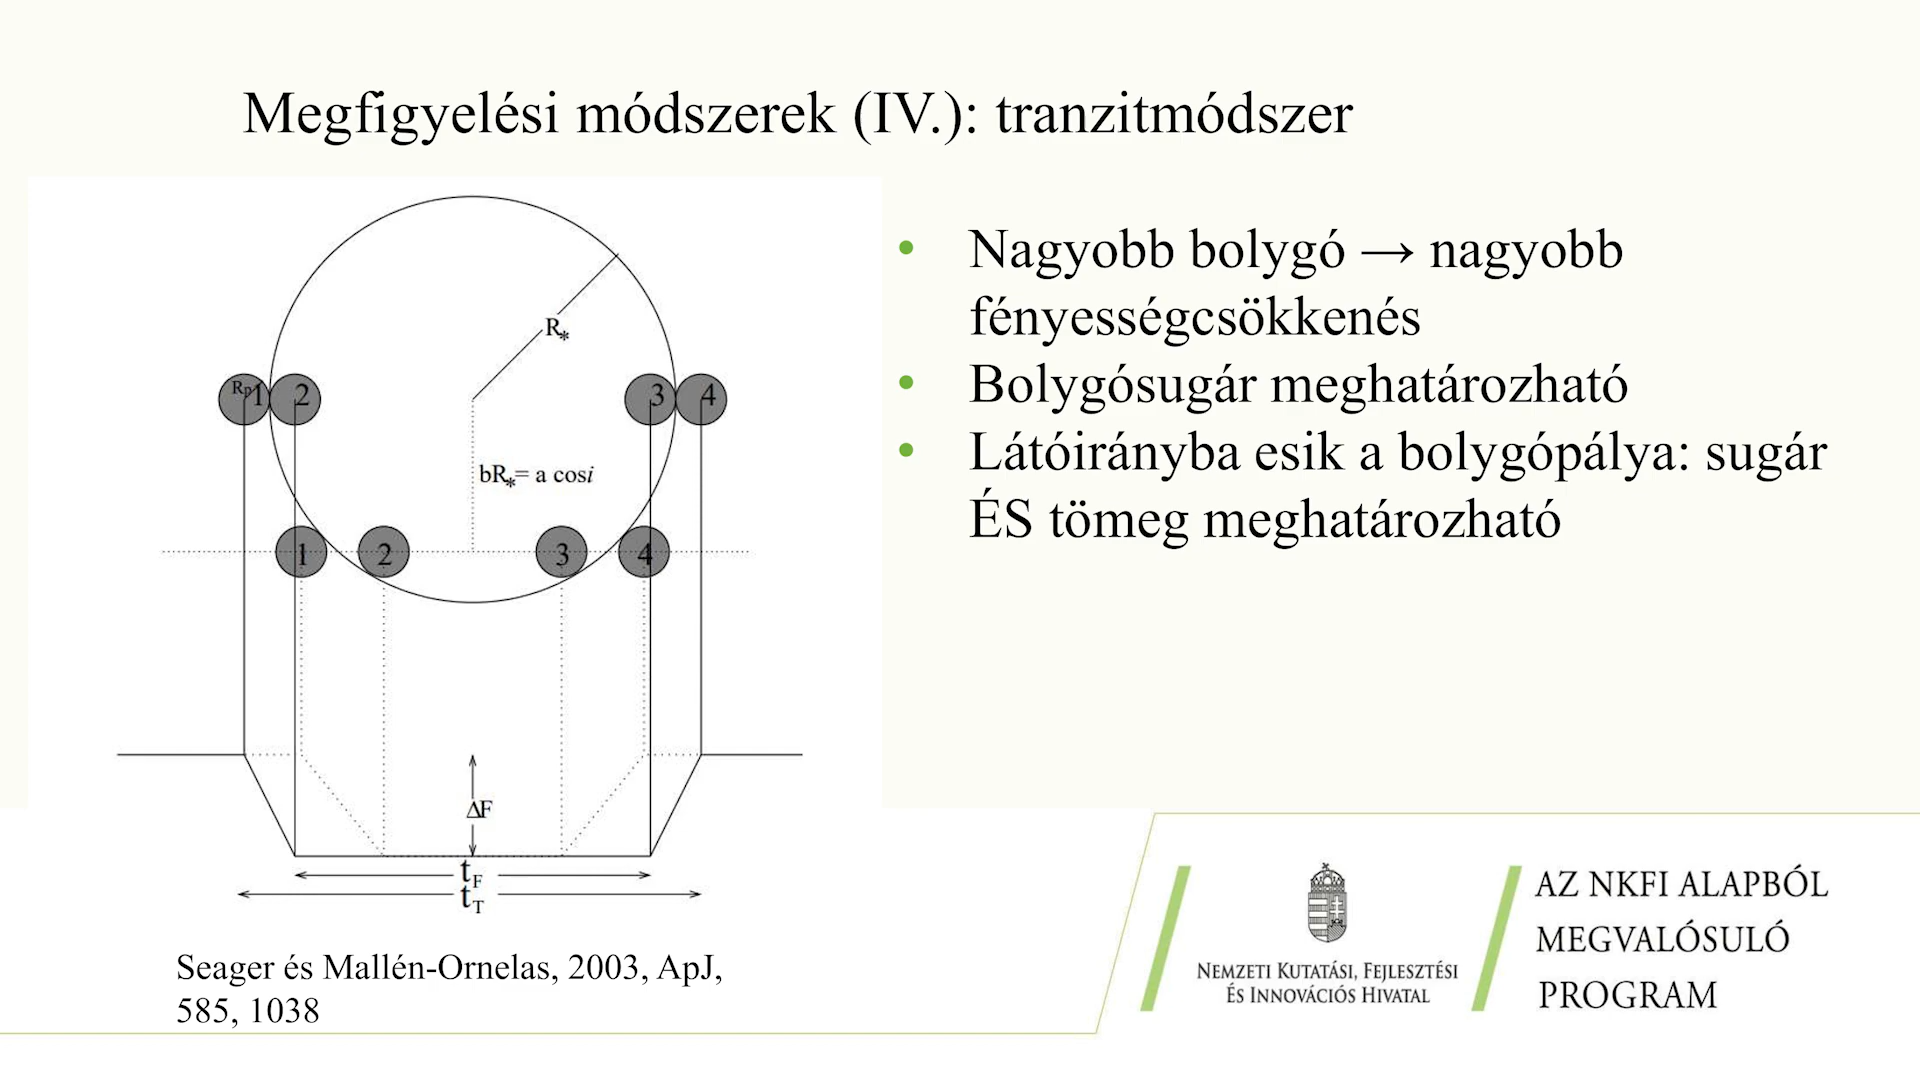 Megfigyelési módszerek (IV.): tranzitmódszer
R*
Rp1 2 3 4
bR*= a cosi
1 2 3 4
ΔF
tF
tT
Seager és Mallén-Ornelas, 2003, ApJ,
585, 1038
• Nagyobb bolygó → nagyobb
fényességcsökkenés
• Bolygósugár meghatározható
• Látóirányba esik a bolygópálya: sugár
ÉS tömeg meghatározható
NEMZETI KUTATÁSI, FEJLESZTÉSI
ÉS INNOVÁCIÓS HIVATAL
AZ NKFI ALAPBÓL
MEGVALÓSULÓ
PROGRAM